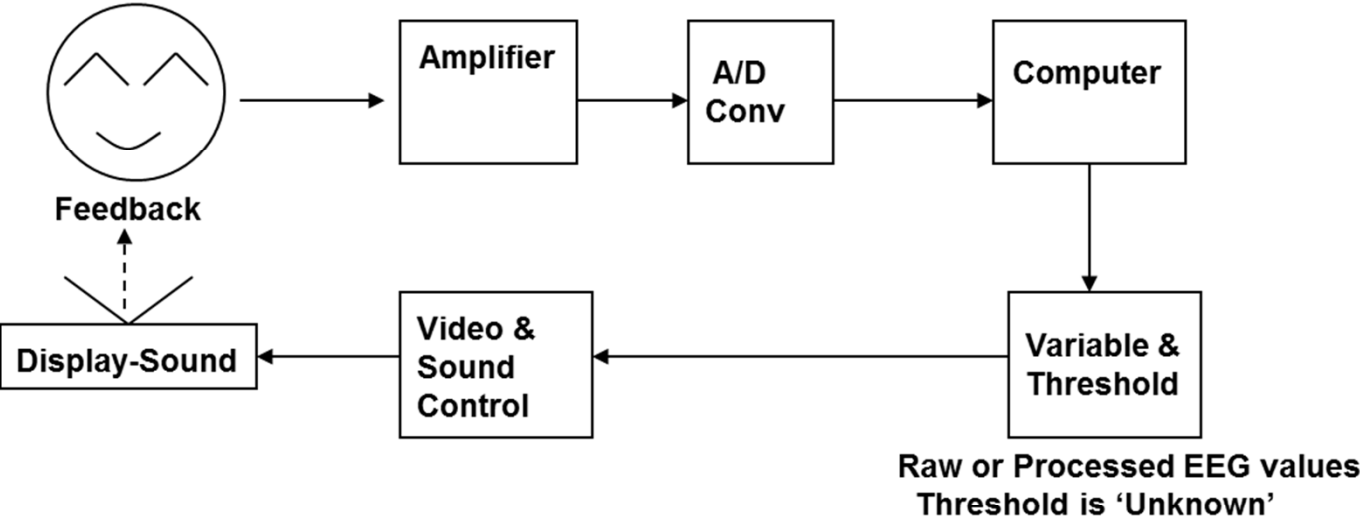 Amplifier
A/D
Conv
Computer
Feedback
Display-Sound
Video &
Sound
Control
Variable &
Threshold
Raw or Processed EEG values
Threshold is ‘Unknown’